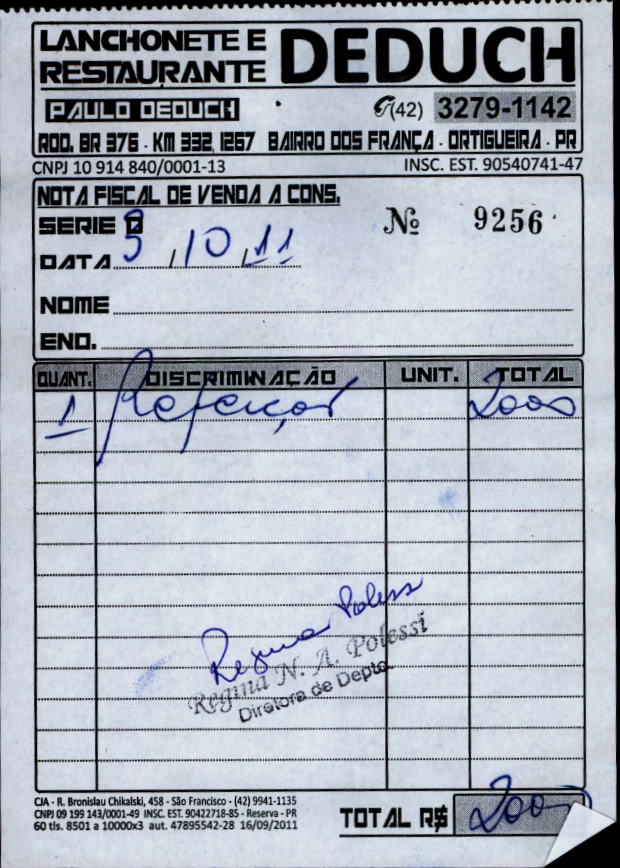 LANCHONETE E
RESTAURANTE DEDUCH
PAULO DEDUCH (42) 3279-1142
ROD. BR 376 - KM 332, 1267 BAIRRO DOS FRANÇA - ORTIGUEIRA - PR
CNPJ 10 914 840/0001-13 INSC. EST. 90540741-47
NOTA FISCAL DE VENDA A CONS.
SERIE D Nº 9256
DATA 3 / 10 / 11
NOME
END.
QUANT. DISCRIMINAÇÃO UNIT. TOTAL
1 Refeiçor 2000
Regina Poless
Regina N. A. Polessi
Diretora de Depto.
CJA - R. Bronislau Chikalski, 458 - São Francisco - (42) 9941-1135
CNPJ 09 199 143/0001-49 INSC. EST. 90422718-85 - Reserva - PR
60 tls. 8501 a 10000x3 aut. 47895542-28 16/09/2011
TOTAL R$ 2000